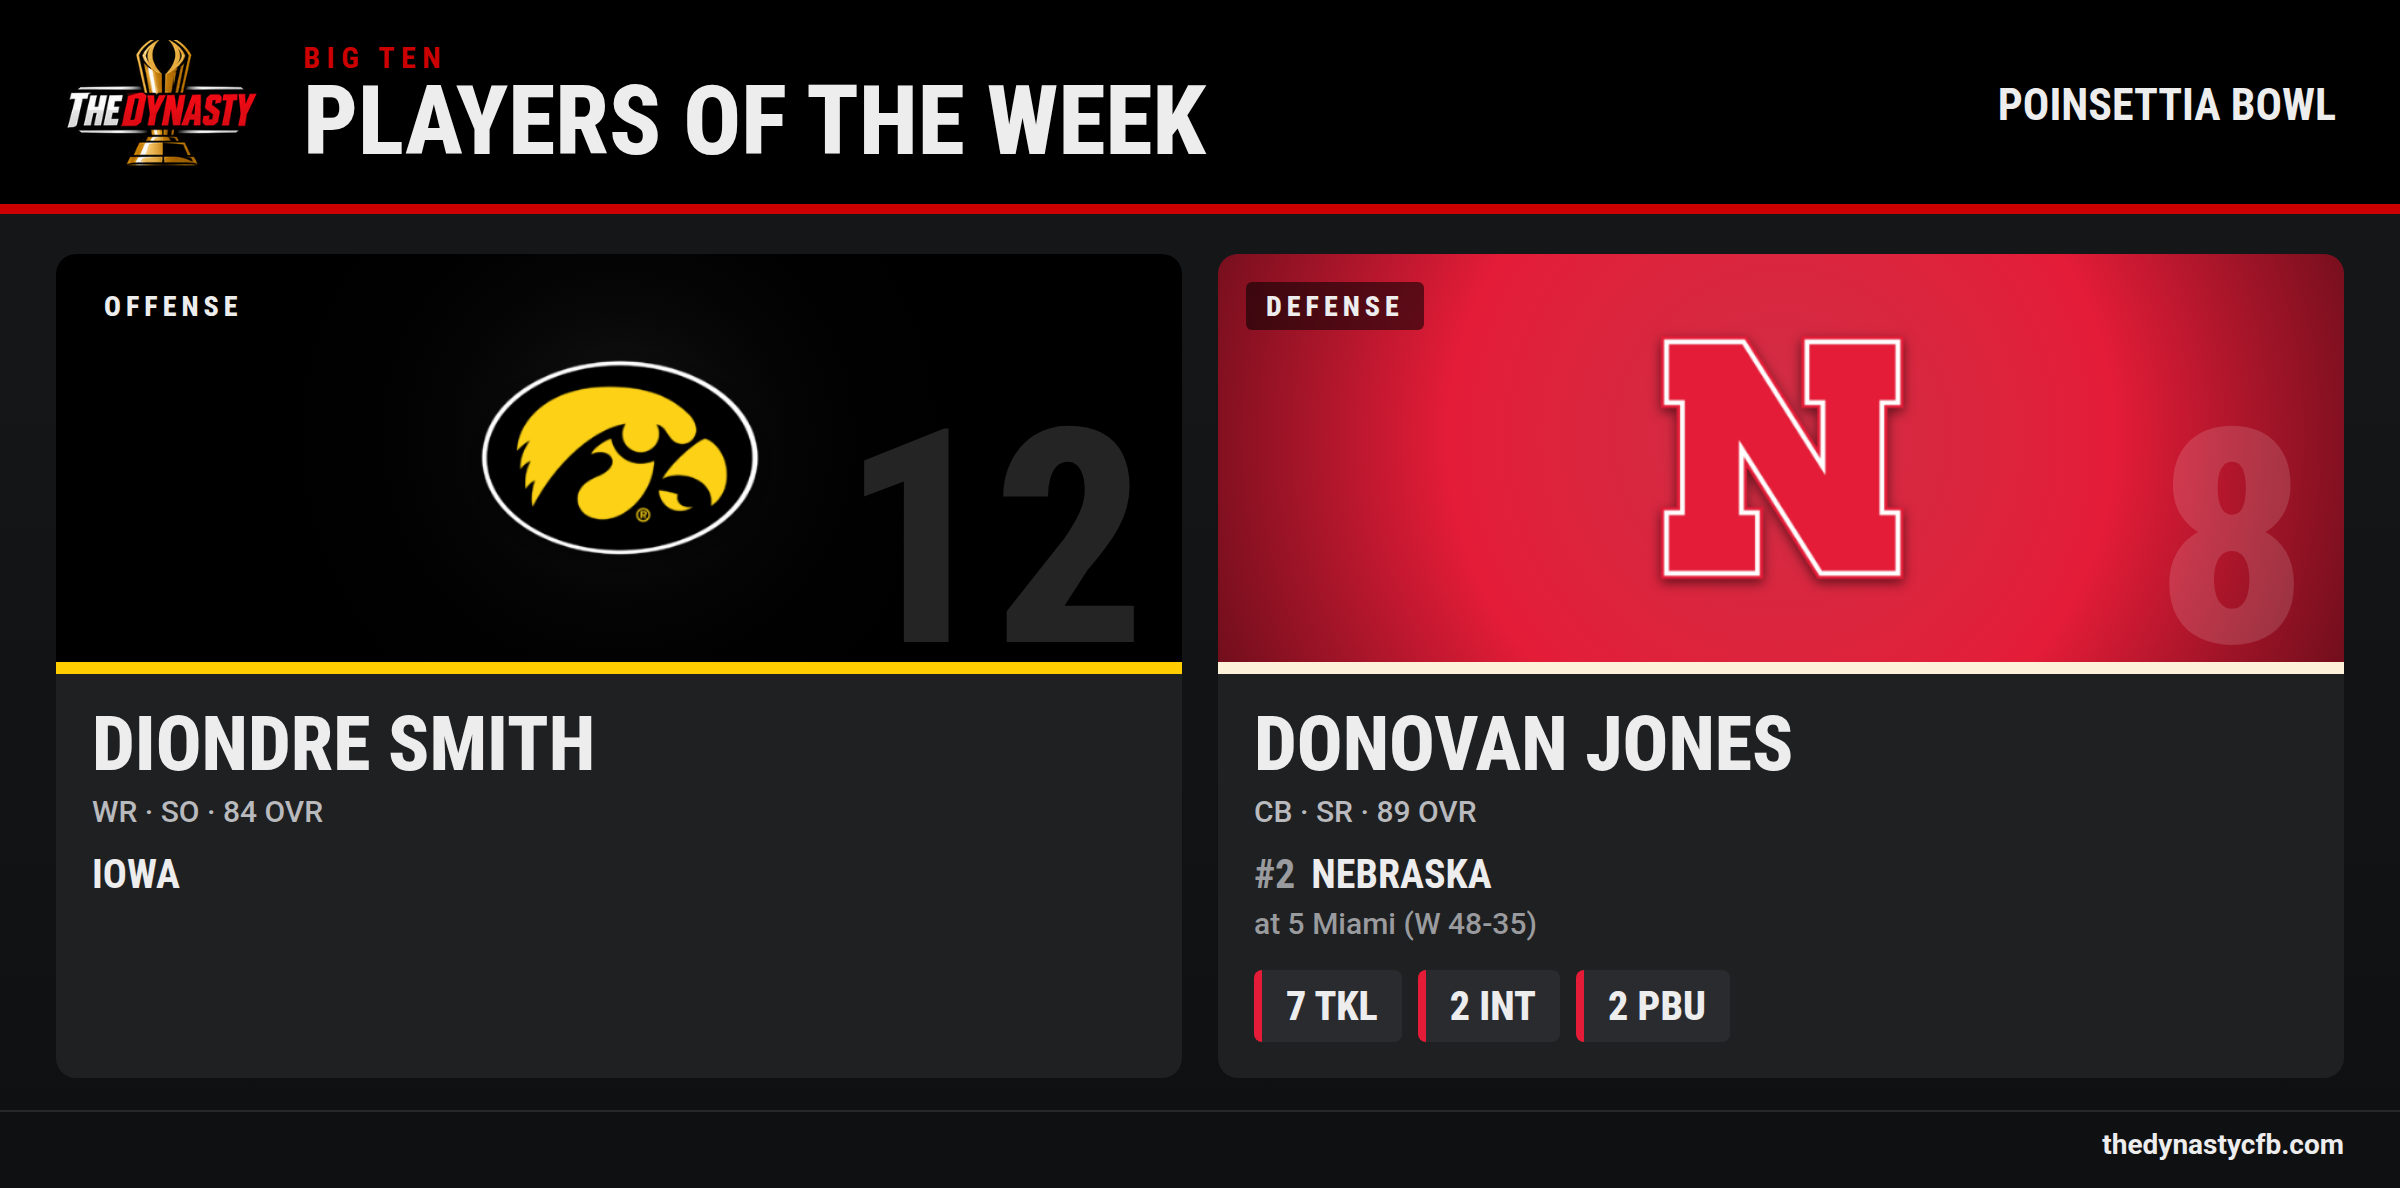 THE DYNASTY
BIG TEN
PLAYERS OF THE WEEK
POINSETTIA BOWL
OFFENSE
®
12
DIONDRE SMITH
WR · SO · 84 OVR
IOWA
DEFENSE
N
8
DONOVAN JONES
CB · SR · 89 OVR
#2 NEBRASKA
at 5 Miami (W 48-35)
7 TKL
2 INT
2 PBU
thedynastycfb.com